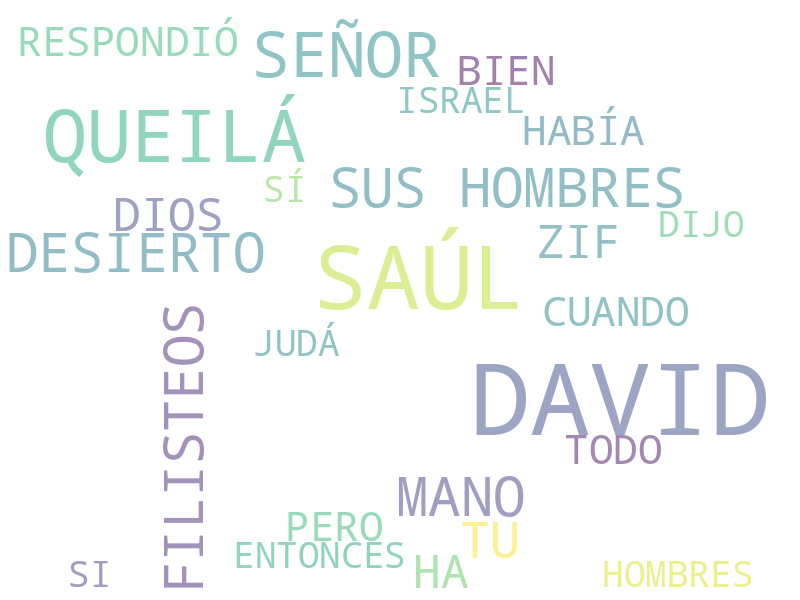 RESPONDIÓ
SEÑOR
BIEN
ISRAEL
QUEILÁ
HABÍA
SÍ
SUS HOMBRES
DIOS
DIJO
DESIERTO
ZIF
SAÚL
CUANDO
JUDÁ
FILISTEOS
DAVID
TODO
MANO
PERO
TU
ENTONCES
HA
SI
HOMBRES